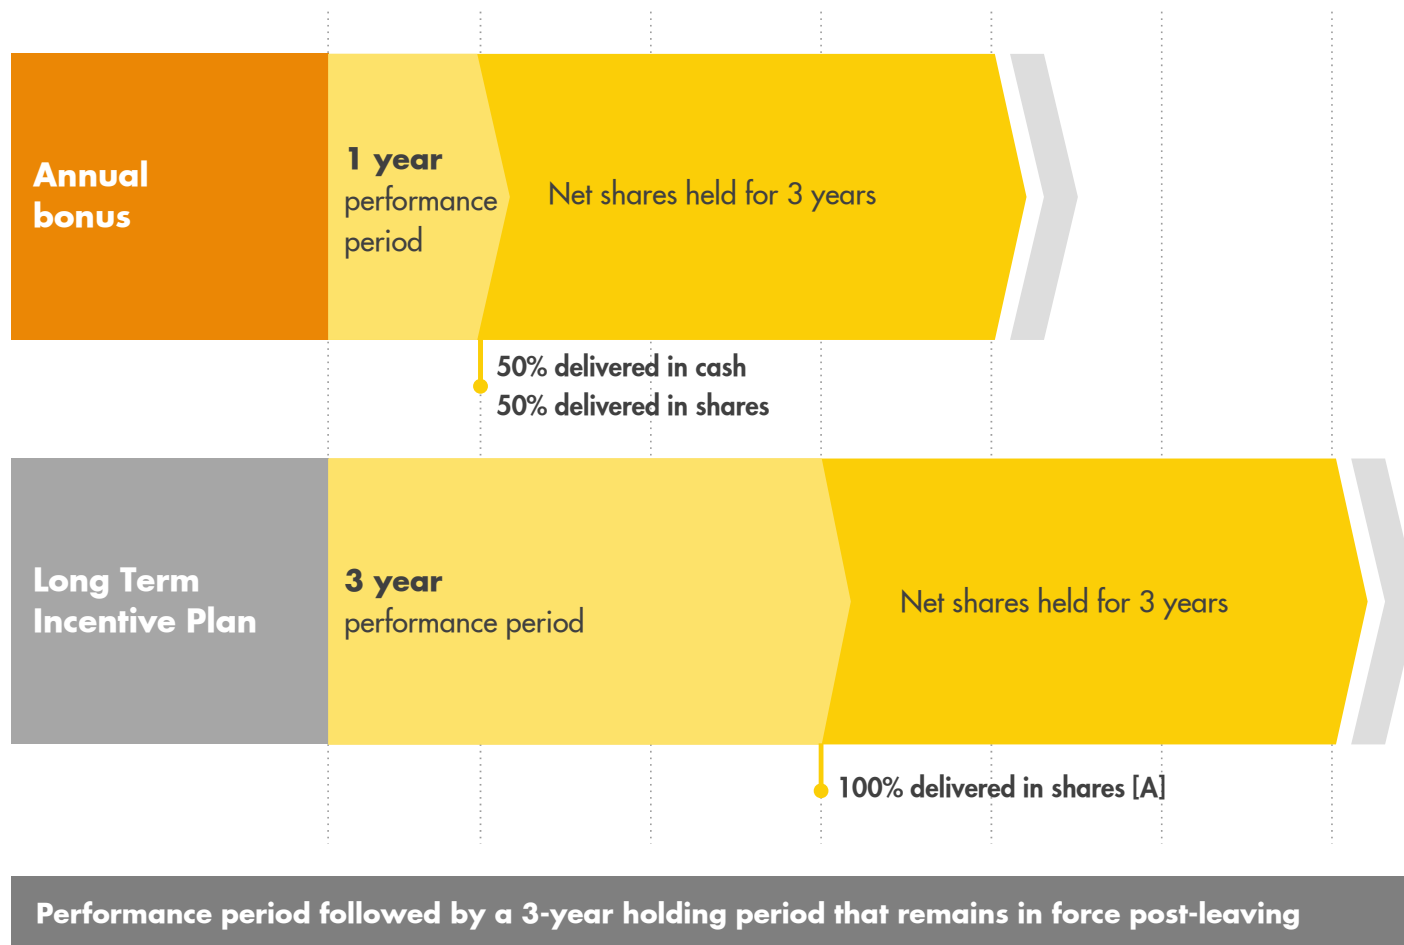 Annual
bonus
1 year
performance
period
Net shares held for 3 years
50% delivered in cash
50% delivered in shares
Long Term
Incentive Plan
3 year
performance period
Net shares held for 3 years
100% delivered in shares [A]
Performance period followed by a 3-year holding period that remains in force post-leaving